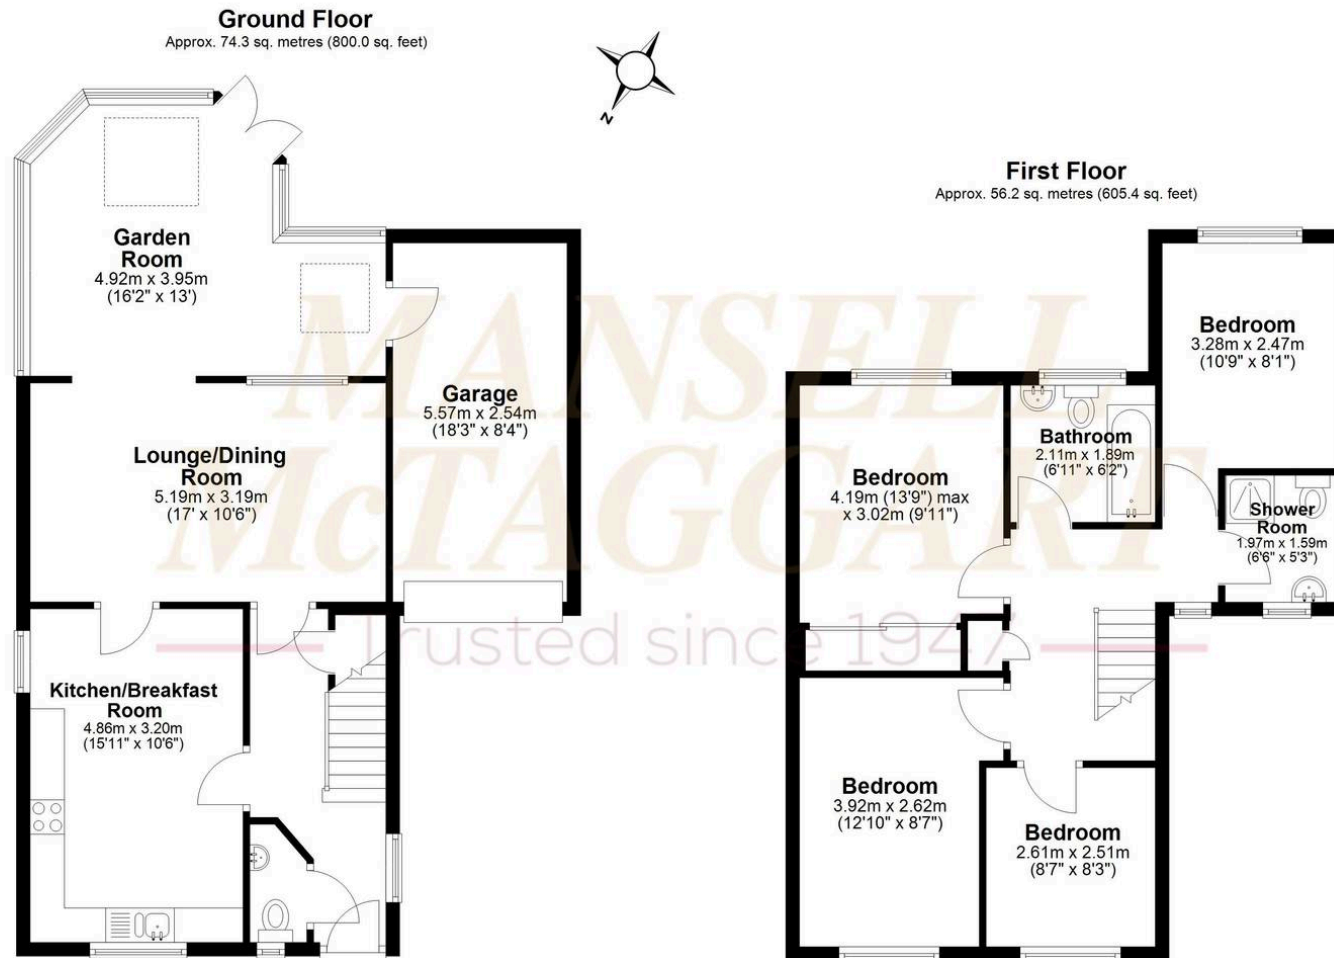 Ground Floor
Approx. 74.3 sq. metres (800.0 sq. feet)
N
First Floor
Approx. 56.2 sq. metres (605.4 sq. feet)
Garden
Room
4.92m x 3.95m
(16'2" x 13')
Garage
5.57m x 2.54m
(18'3" x 8'4")
Lounge/Dining
Room
5.19m x 3.19m
(17' x 10'6")
Kitchen/Breakfast
Room
4.86m x 3.20m
(15'11" x 10'6")
Bedroom
3.28m x 2.47m
(10'9" x 8'1")
Bathroom
2.11m x 1.89m
(6'11" x 6'2")
Bedroom
4.19m (13'9") max
x 3.02m (9'11")
Shower
Room
1.97m x 1.59m
(6'6" x 5'3")
Bedroom
3.92m x 2.62m
(12'10" x 8'7")
Bedroom
2.61m x 2.51m
(8'7" x 8'3")
MANSELL
McTAGGART
Trusted since 1947